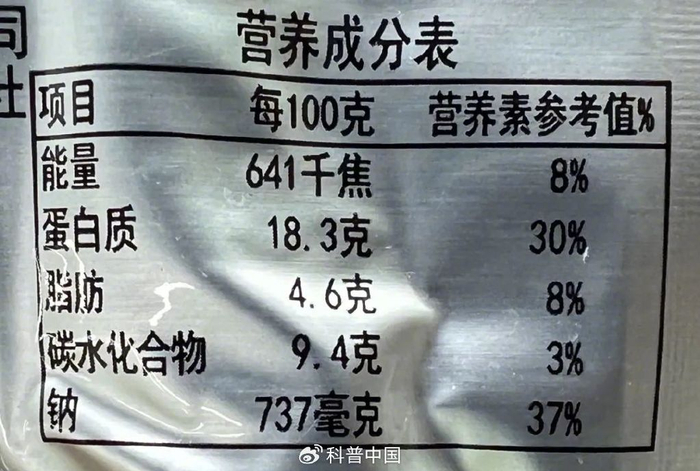 营养成分表
司
社
项目 每100克 营养素参考值%
能量 641千焦 8%
蛋白质 18.3克 30%
脂肪 4.6克 8%
碳水化合物 9.4克 3%
钠 737毫克 37%
科普中国